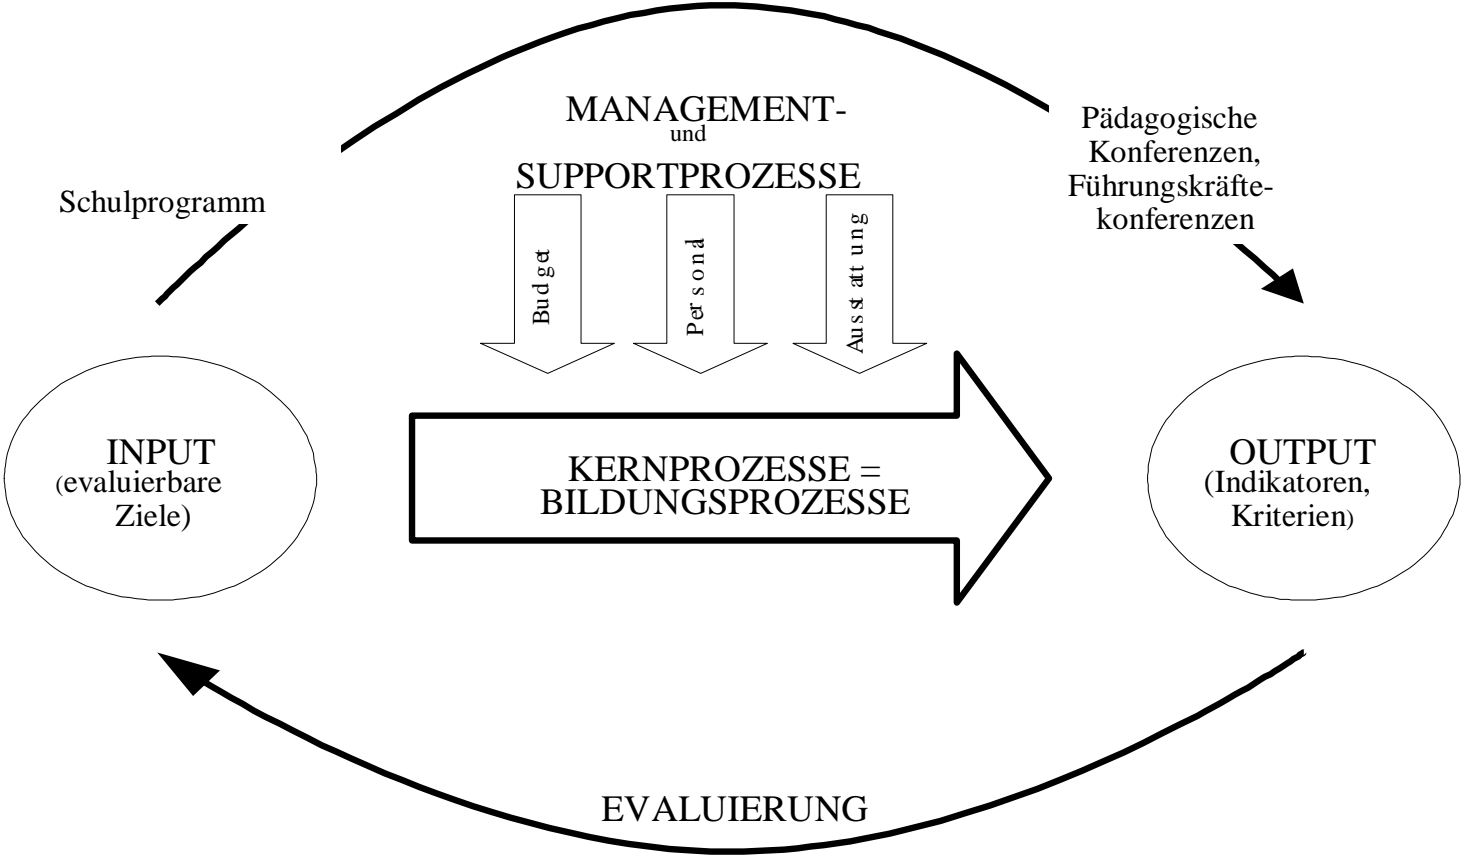 MANAGEMENT-
und
SUPPORTPROZESSE
Schulprogramm
Pädagogische
Konferenzen,
Führungskräfte-
konferenzen
Budget
Personal
Ausstattung
INPUT
(evaluierbare
Ziele)
KERNPROZESSE =
BILDUNGSPROZESSE
OUTPUT
(Indikatoren,
Kriterien)
EVALUIERUNG